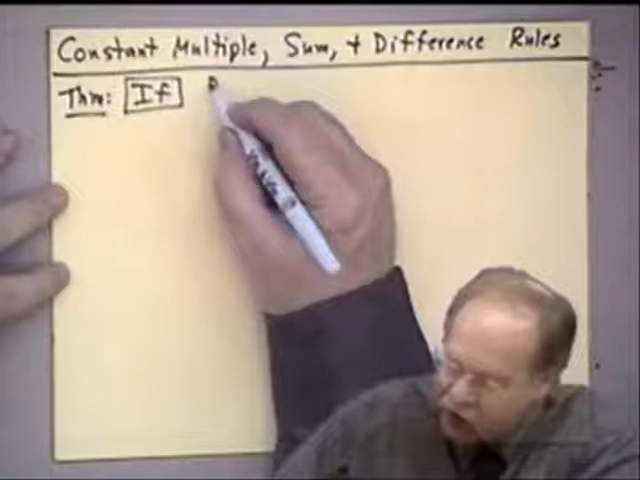 Constant Multiple, Sum, + Difference Rules
Thm: If